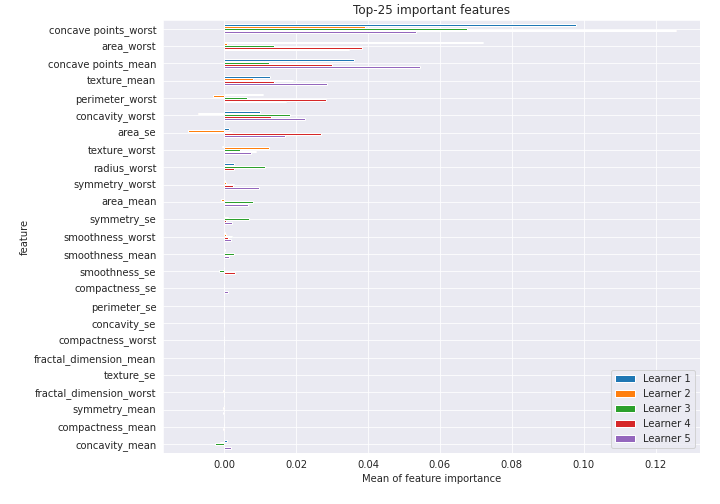 Top-25 important features
concave points_worst
area_worst
concave points_mean
texture_mean
perimeter_worst
concavity_worst
area_se
texture_worst
radius_worst
symmetry_worst
area_mean
symmetry_se
smoothness_worst
smoothness_mean
smoothness_se
compactness_se
perimeter_se
concavity_se
compactness_worst
fractal_dimension_mean
texture_se
fractal_dimension_worst
symmetry_mean
compactness_mean
concavity_mean
feature
Learner 1
Learner 2
Learner 3
Learner 4
Learner 5
0.00 0.02 0.04 0.06 0.08 0.10 0.12
Mean of feature importance